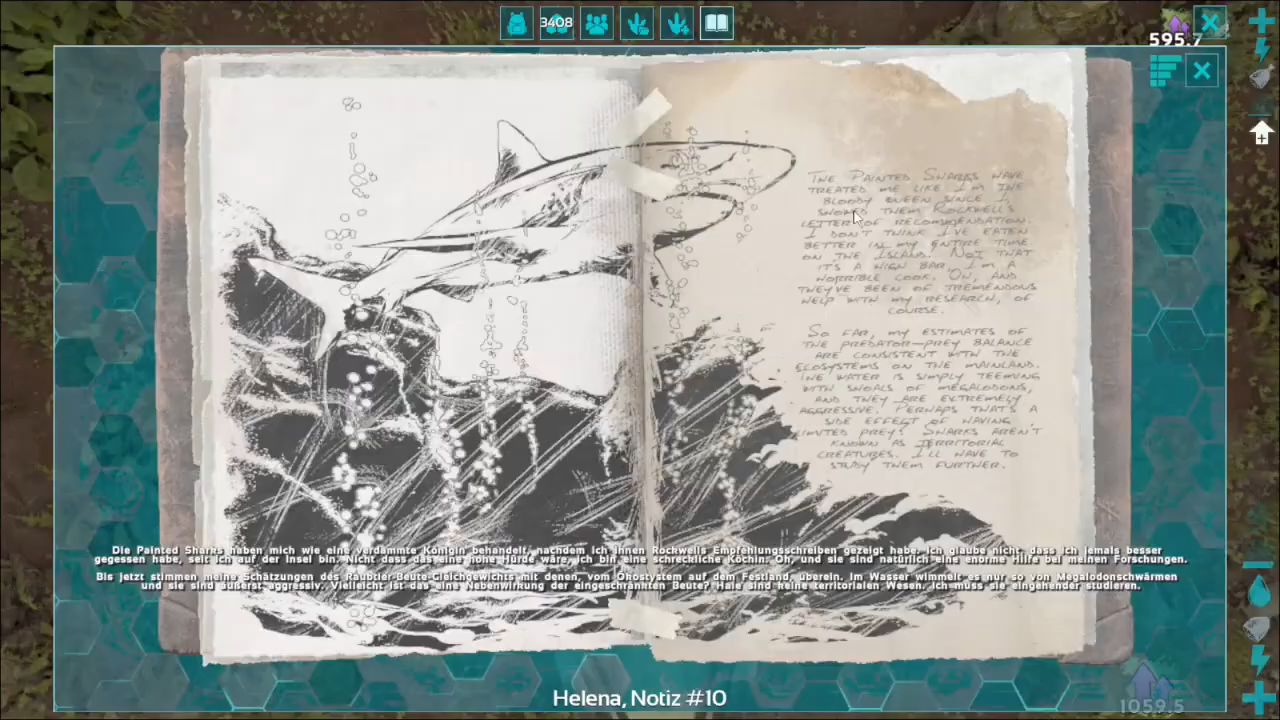 3408
595.7
THE PAINTED SHARKS HAVE
TREATED ME LIKE I'M THE
BLOODY QUEEN SINCE I
SHOWED THEM ROCKWELL'S
LETTER OF RECOMMENDATION.
I DON'T THINK I'VE EATEN
BETTER IN MY ENTIRE TIME
ON THE ISLAND. NOT THAT
IT'S A HIGH BAR, I'M A
HORRIBLE COOK. OH, AND
THEY'VE BEEN OF TREMENDOUS
HELP WITH MY RESEARCH, OF
COURSE.
SO FAR, MY ESTIMATES OF
THE PREDATOR-PREY BALANCE
ARE CONSISTENT WITH THE
ECOSYSTEMS ON THE MAINLAND.
THE WATER IS SIMPLY TEEMING
WITH SHOALS OF MEGALODONS,
AND THEY ARE EXTREMELY
AGGRESSIVE. PERHAPS THAT'S A
SIDE EFFECT OF HAVING
LIMITED PREY? SHARKS AREN'T
KNOWN AS TERRITORIAL
CREATURES. I'LL HAVE TO
STUDY THEM FURTHER.
Die Painted Sharks haben mich wie eine verdammte Königin behandelt, nachdem ich ihnen Rockwells Empfehlungsschreiben gezeigt habe. Ich glaube nicht, dass ich jemals besser
gegessen habe, seit ich auf der Insel bin. Nicht dass das eine hohe Hürde wäre, ich bin eine schreckliche Köchin. Oh, und sie sind natürlich eine enorme Hilfe bei meinen Forschungen.
Bis jetzt stimmen meine Schätzungen des Raubtier-Beute-Gleichgewichts mit denen, vom Ökosystem auf dem Festland, überein. Im Wasser wimmelt es nur so von Megalodonschwärmen
und sie sind äußerst aggressiv. Vielleicht ist das eine Nebenwirkung der eingeschränkten Beute? Haie sind keine territorialen Wesen. Ich muss sie eingehender studieren.
Helena, Notiz #10
1059.5